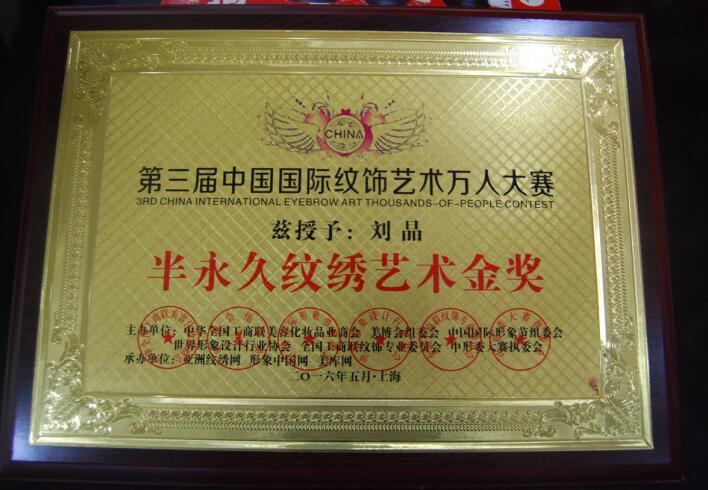 CHINA
第三届中国国际纹饰艺术万人大赛
3RD CHINA INTERNATIONAL EYEBROW ART THOUSANDS-OF-PEOPLE CONTEST
兹授予：刘品
半永久纹绣艺术金奖
主办单位：中华全国工商联美容化妆品业商会 美博会组委会 中国国际形象节组委会
世界形象设计行业协会 全国工商联纹饰专业委员会 中形委大赛执委会
承办单位：亚洲纹绣网 形象中国网 美库网
二〇一六年五月·上海